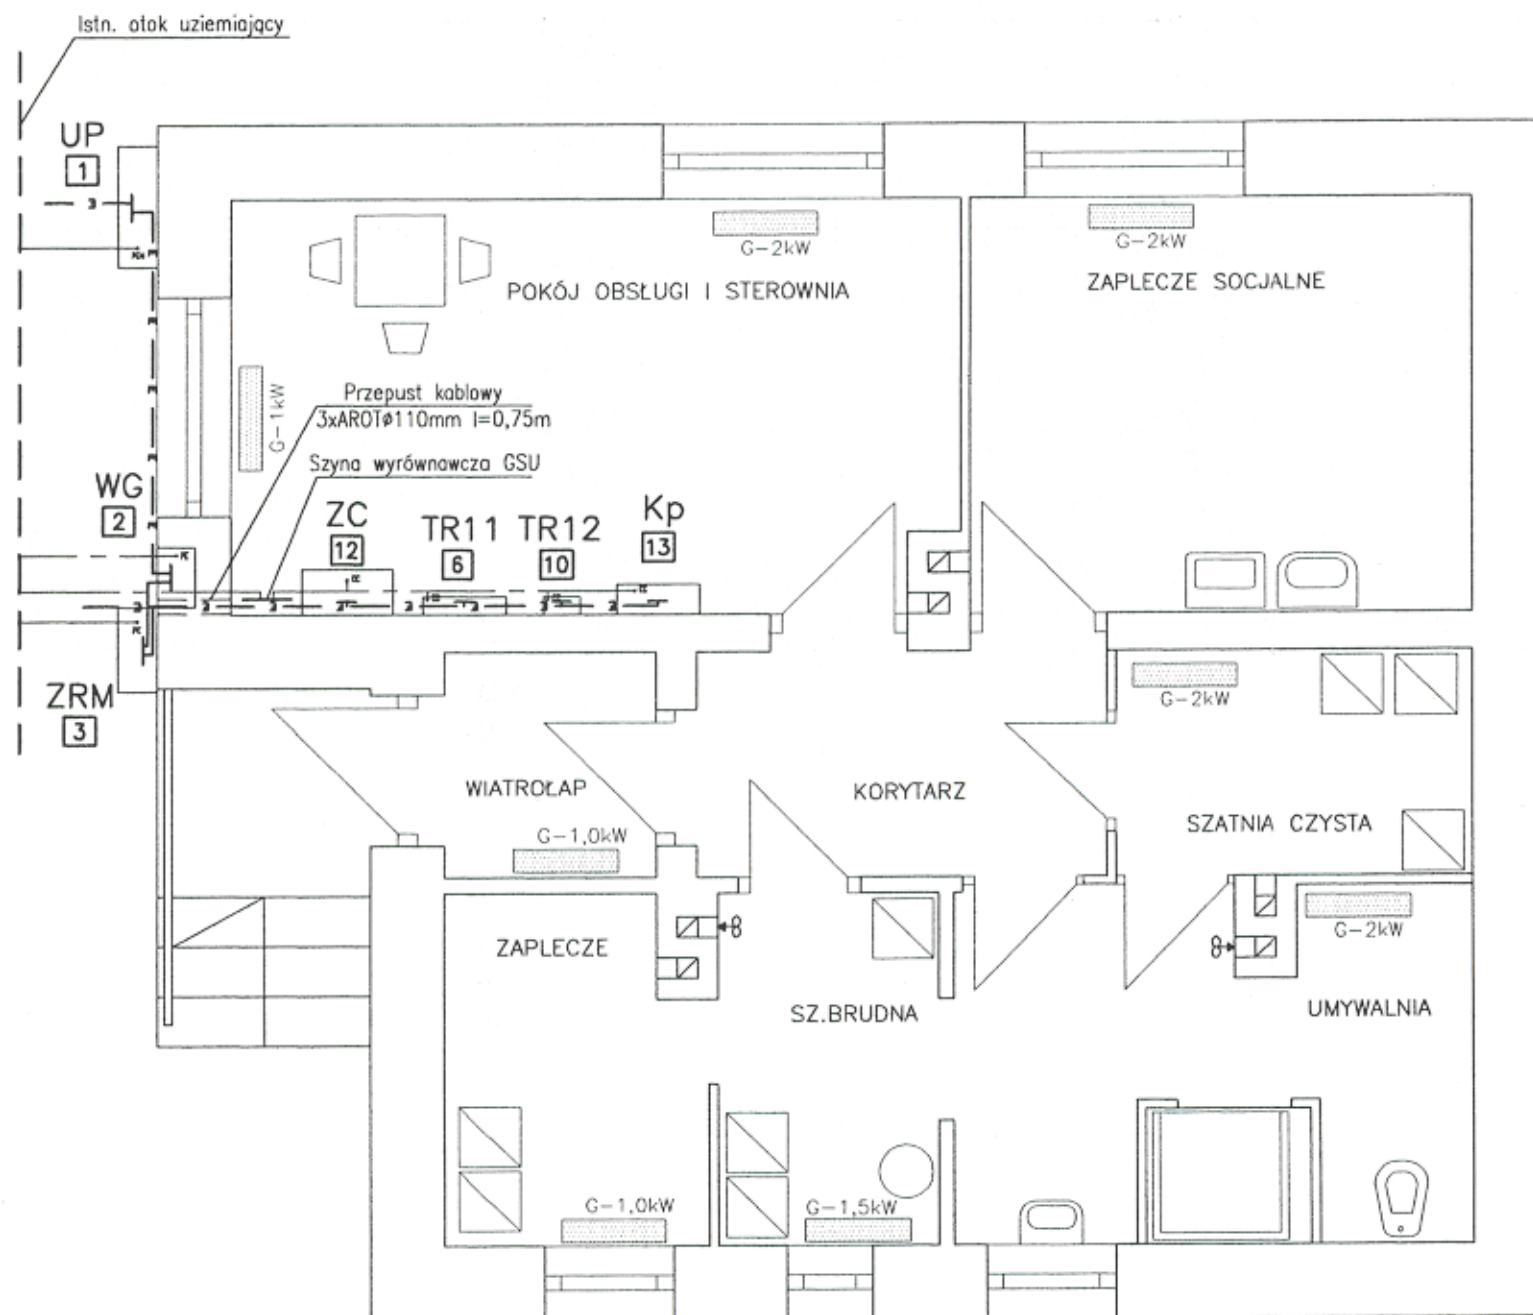 Istn. otok uziemiający
UP
1
G-2kW
G-2kW
POKÓJ OBSŁUGI I STEROWNIA
ZAPLECZE SOCJALNE
G-1kW
Przepust kablowy
3xAROTø110mm l=0,75m
Szyna wyrównawcza GSU
WG
2
ZC
12
TR11
6
TR12
10
Kp
13
ZRM
3
G-2kW
WIATROŁAP
KORYTARZ
SZATNIA CZYSTA
G-1,0kW
G-2kW
ZAPLECZE
SZ.BRUDNA
UMYWALNIA
G-1,0kW
G-1,5kW